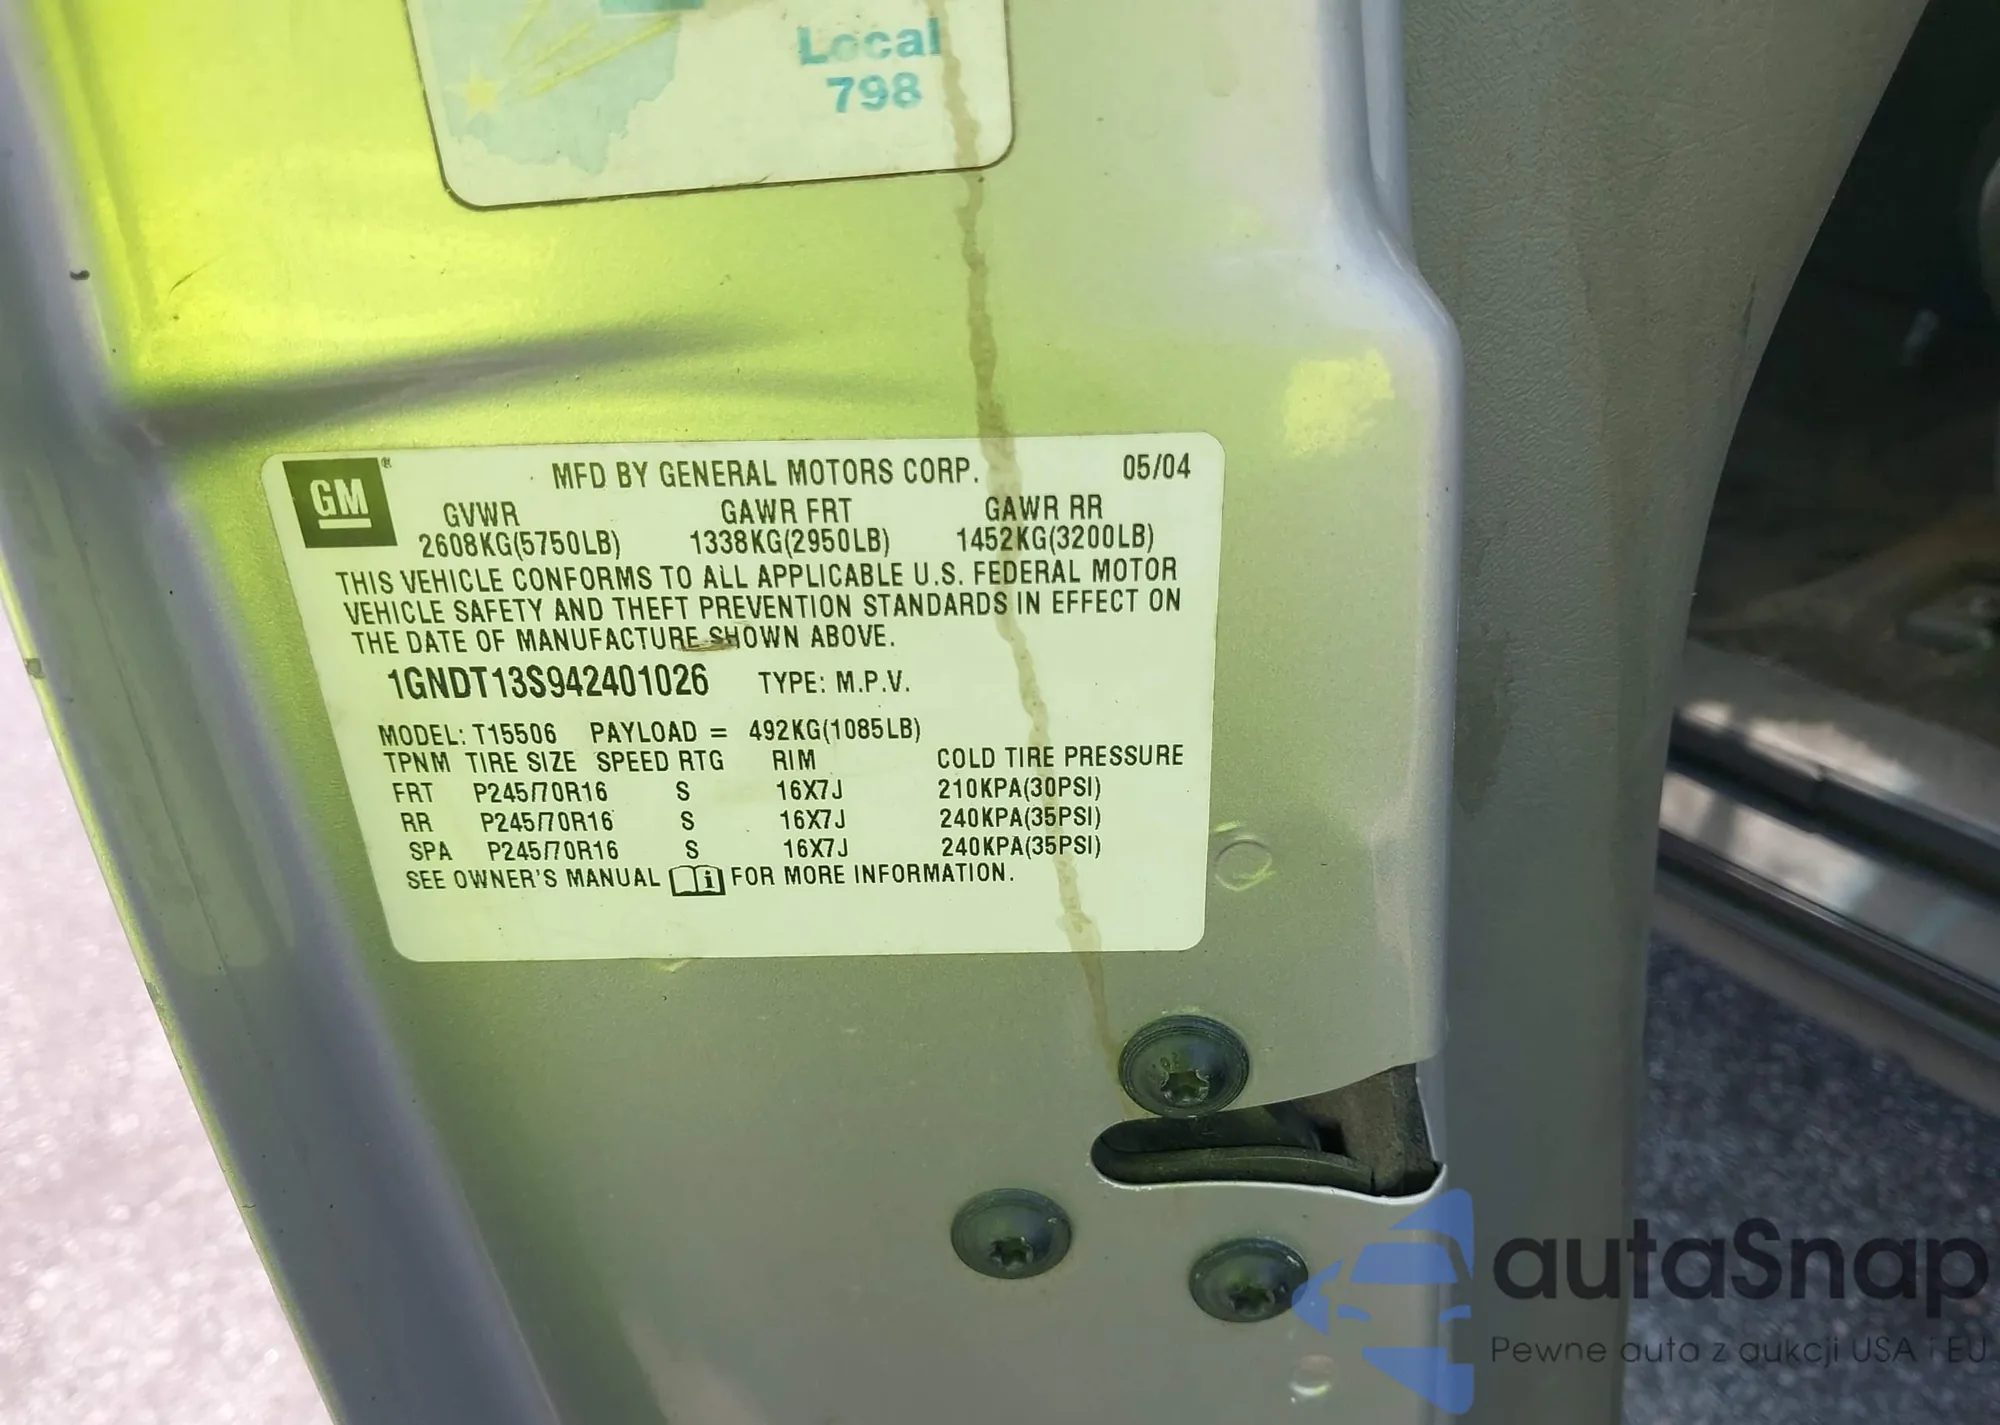 Local
798
GM
®
MFD BY GENERAL MOTORS CORP. 05/04
GVWR GAWR FRT GAWR RR
2608KG(5750LB) 1338KG(2950LB) 1452KG(3200LB)
THIS VEHICLE CONFORMS TO ALL APPLICABLE U.S. FEDERAL MOTOR
VEHICLE SAFETY AND THEFT PREVENTION STANDARDS IN EFFECT ON
THE DATE OF MANUFACTURE SHOWN ABOVE.
1GNDT13S942401026 TYPE: M.P.V.
MODEL: T15506 PAYLOAD = 492KG(1085LB)
TPNM TIRE SIZE SPEED RTG RIM COLD TIRE PRESSURE
FRT P245/70R16 S 16X7J 210KPA(30PSI)
RR P245/70R16 S 16X7J 240KPA(35PSI)
SPA P245/70R16 S 16X7J 240KPA(35PSI)
SEE OWNER'S MANUAL i FOR MORE INFORMATION.
autaSnap
Pewne auta z aukcji USA i EU